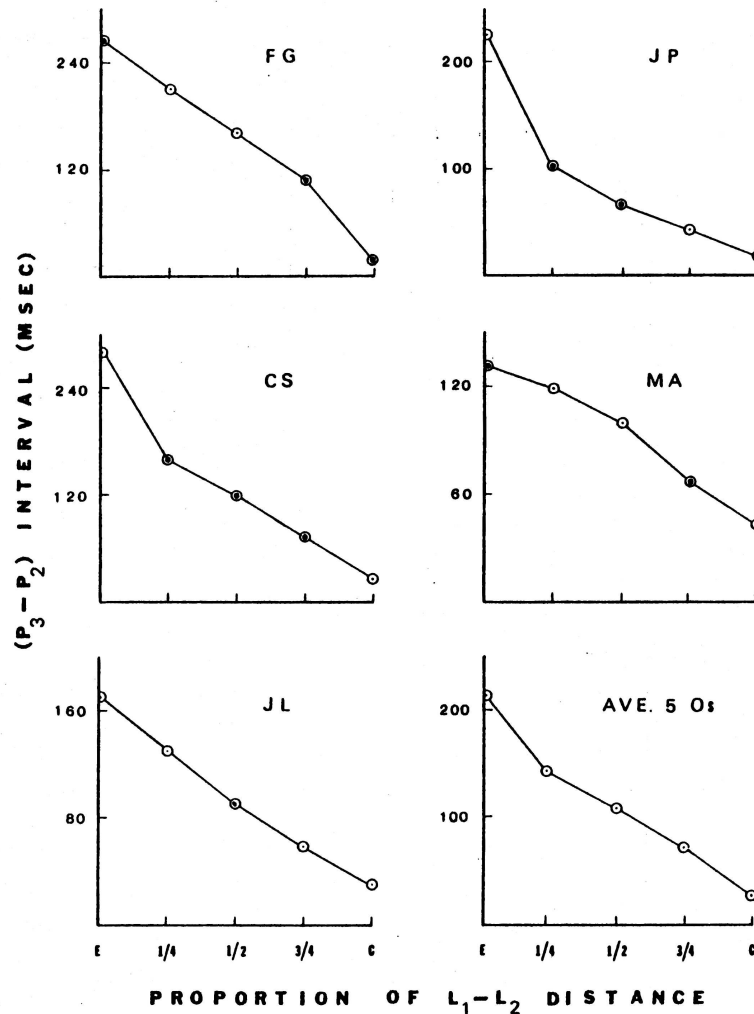 FG
240
120
JP
200
100
CS
240
120
MA
120
60
JL
160
80
E 1/4 1/2 3/4 G
AVE. 5 Os
200
100
E 1/4 1/2 3/4 G
(P3–P2) INTERVAL (MSEC)
PROPORTION OF L1–L2 DISTANCE